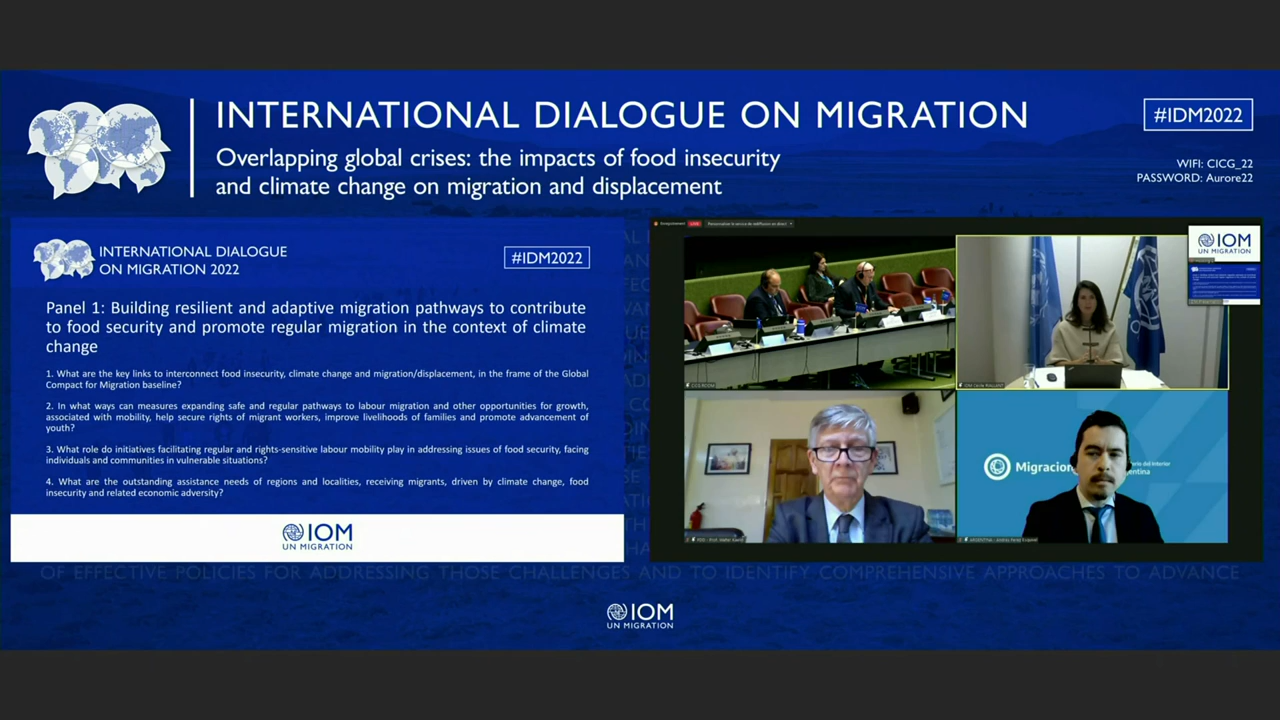 INTERNATIONAL DIALOGUE ON MIGRATION
Overlapping global crises: the impacts of food insecurity
and climate change on migration and displacement
#IDM2022
WIFI: CICG_22
PASSWORD: Aurore22
INTERNATIONAL DIALOGUE
ON MIGRATION 2022
#IDM2022
Panel 1: Building resilient and adaptive migration pathways to contribute
to food security and promote regular migration in the context of climate
change
1. What are the key links to interconnect food insecurity, climate change and migration/displacement, in the frame of the Global
Compact for Migration baseline?
2. In what ways can measures expanding safe and regular pathways to labour migration and other opportunities for growth,
associated with mobility, help secure rights of migrant workers, improve livelihoods of families and promote advancement of
youth?
3. What role do initiatives facilitating regular and rights-sensitive labour mobility play in addressing issues of food security, facing
individuals and communities in vulnerable situations?
4. What are the outstanding assistance needs of regions and localities, receiving migrants, driven by climate change, food
insecurity and related economic adversity?
IOM
UN MIGRATION
LIVE
CICG ROOM
IOM
Migracion
del Interior
entina
OF EFFECTIVE POLICIES FOR ADDRESSING THOSE CHALLENGES AND TO IDENTIFY COMPREHENSIVE APPROACHES TO ADVANCE
IOM
UN MIGRATION